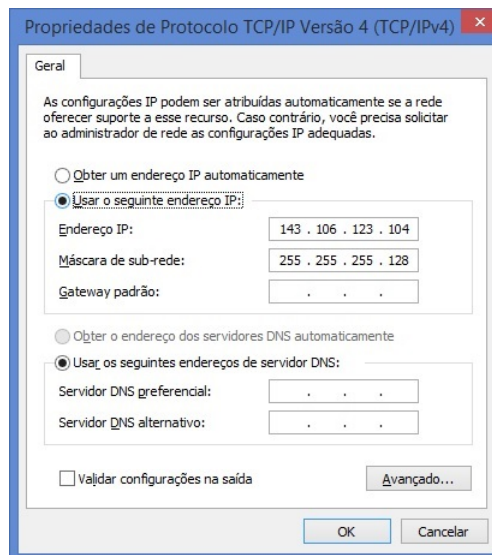 Propriedades de Protocolo TCP/IP Versão 4 (TCP/IPv4)
Geral
As configurações IP podem ser atribuídas automaticamente se a rede
oferecer suporte a esse recurso. Caso contrário, você precisa solicitar
ao administrador de rede as configurações IP adequadas.
Obter um endereço IP automaticamente
Usar o seguinte endereço IP:
Endereço IP: 143 . 106 . 123 . 104
Máscara de sub-rede: 255 . 255 . 255 . 128
Gateway padrão: . . .
Obter o endereço dos servidores DNS automaticamente
Usar os seguintes endereços de servidor DNS:
Servidor DNS preferencial: . . .
Servidor DNS alternativo: . . .
Validar configurações na saída
Avançado...
OK Cancelar